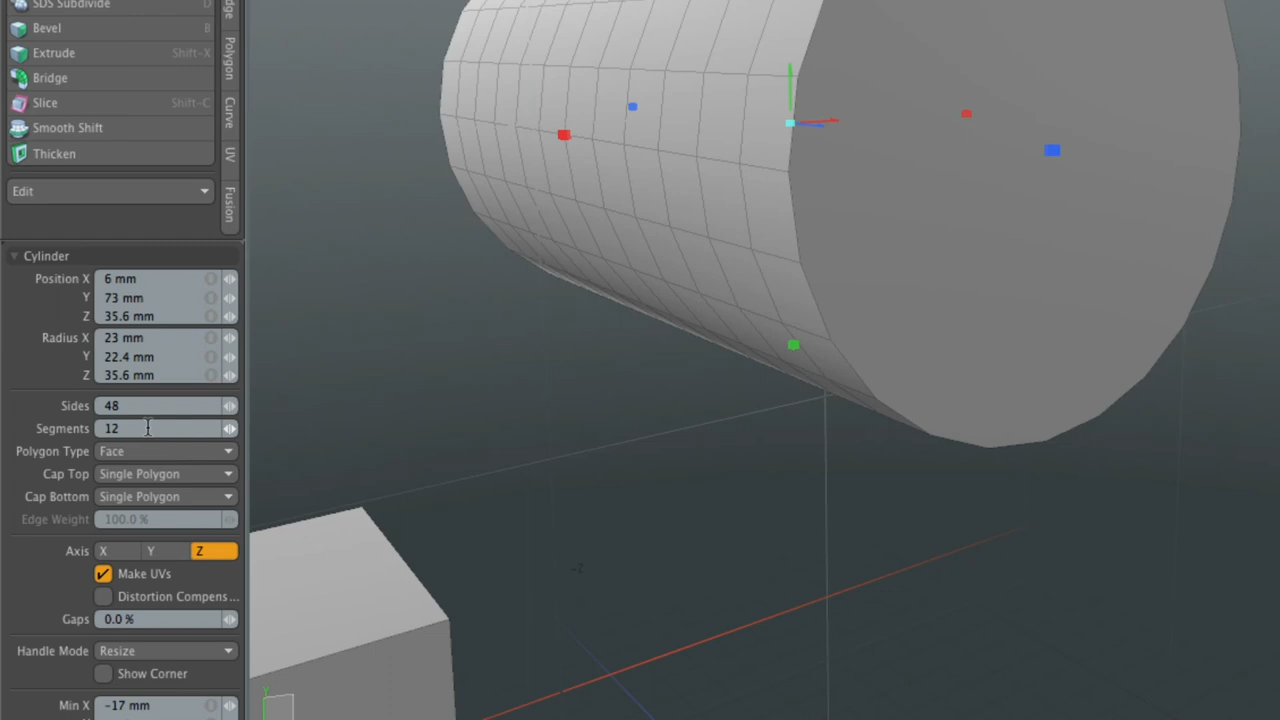 SDS Subdivide D
Bevel B
Extrude Shift-X
Bridge
Slice Shift-C
Smooth Shift
Thicken
Edit
Polygon
Curve
UV
Fusion
Cylinder
Position X 6 mm
Y 73 mm
Z 35.6 mm
Radius X 23 mm
Y 22.4 mm
Z 35.6 mm
Sides 48
Segments 12
Polygon Type Face
Cap Top Single Polygon
Cap Bottom Single Polygon
Edge Weight 100.0 %
Axis X Y Z
Make UVs
Distortion Compens ...
Gaps 0.0 %
Handle Mode Resize
Show Corner
Min X -17 mm
-Z
Y